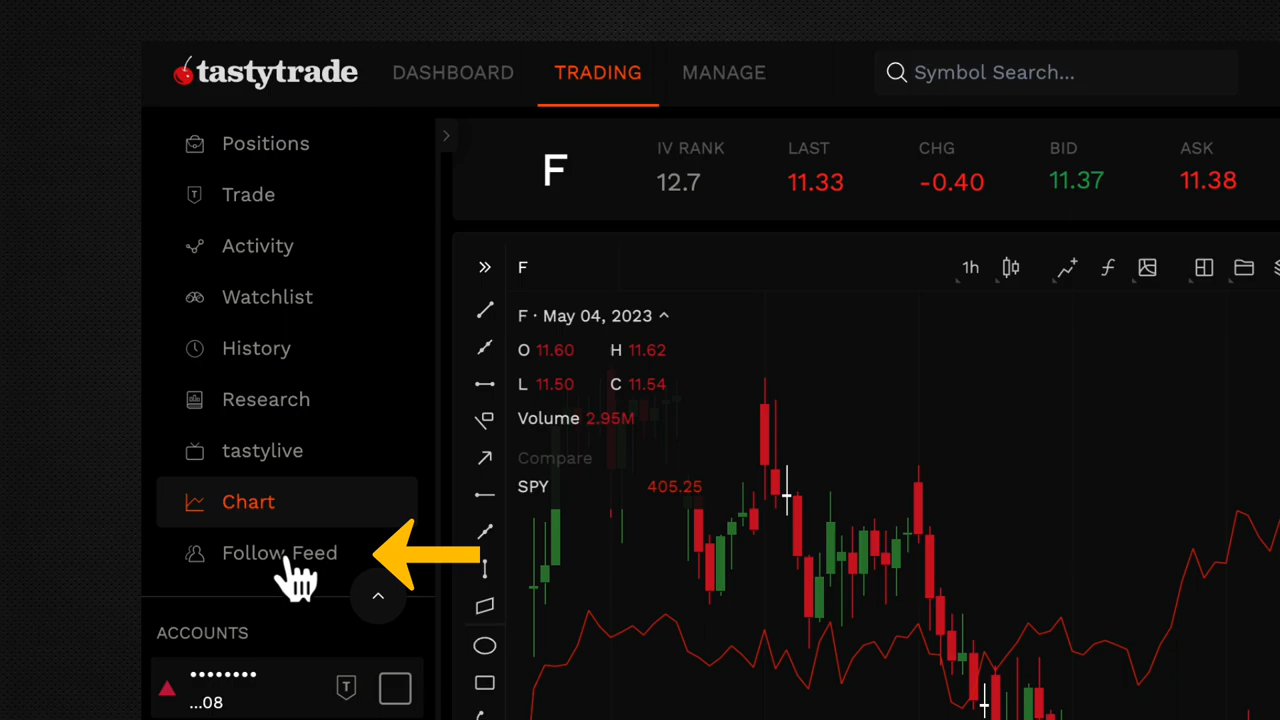 tastytrade
DASHBOARD
TRADING
MANAGE
Symbol Search...
Positions
Trade
Activity
Watchlist
History
Research
tastylive
Chart
Follow Feed
ACCOUNTS
........
...08
T
F
IV RANK
12.7
LAST
11.33
CHG
-0.40
BID
11.37
ASK
11.38
F
1h
F · May 04, 2023
O 11.60 H 11.62
L 11.50 C 11.54
Volume 2.95M
Compare
SPY 405.25